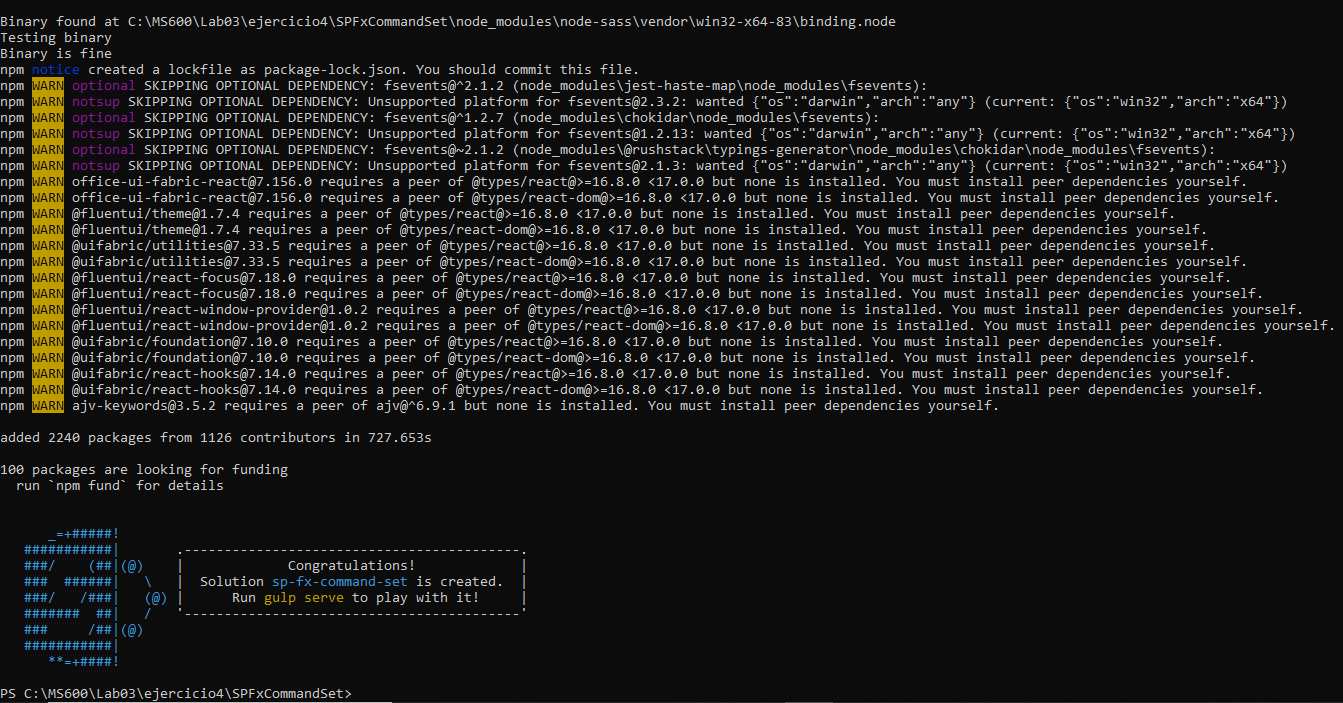 Binary found at C:\MS600\Lab03\ejercicio4\SPFxCommandSet\node_modules\node-sass\vendor\win32-x64-83\binding.node
Testing binary
Binary is fine
npm notice created a lockfile as package-lock.json. You should commit this file.
npm WARN optional SKIPPING OPTIONAL DEPENDENCY: fsevents@^2.1.2 (node_modules\jest-haste-map\node_modules\fsevents):
npm WARN notsup SKIPPING OPTIONAL DEPENDENCY: Unsupported platform for fsevents@2.3.2: wanted {"os":"darwin","arch":"any"} (current: {"os":"win32","arch":"x64"})
npm WARN optional SKIPPING OPTIONAL DEPENDENCY: fsevents@^1.2.7 (node_modules\chokidar\node_modules\fsevents):
npm WARN notsup SKIPPING OPTIONAL DEPENDENCY: Unsupported platform for fsevents@1.2.13: wanted {"os":"darwin","arch":"any"} (current: {"os":"win32","arch":"x64"})
npm WARN optional SKIPPING OPTIONAL DEPENDENCY: fsevents@~2.1.2 (node_modules\@rushstack\typings-generator\node_modules\chokidar\node_modules\fsevents):
npm WARN notsup SKIPPING OPTIONAL DEPENDENCY: Unsupported platform for fsevents@2.1.3: wanted {"os":"darwin","arch":"any"} (current: {"os":"win32","arch":"x64"})
npm WARN office-ui-fabric-react@7.156.0 requires a peer of @types/react@>=16.8.0 <17.0.0 but none is installed. You must install peer dependencies yourself.
npm WARN office-ui-fabric-react@7.156.0 requires a peer of @types/react-dom@>=16.8.0 <17.0.0 but none is installed. You must install peer dependencies yourself.
npm WARN @fluentui/theme@1.7.4 requires a peer of @types/react@>=16.8.0 <17.0.0 but none is installed. You must install peer dependencies yourself.
npm WARN @fluentui/theme@1.7.4 requires a peer of @types/react-dom@>=16.8.0 <17.0.0 but none is installed. You must install peer dependencies yourself.
npm WARN @uifabric/utilities@7.33.5 requires a peer of @types/react@>=16.8.0 <17.0.0 but none is installed. You must install peer dependencies yourself.
npm WARN @uifabric/utilities@7.33.5 requires a peer of @types/react-dom@>=16.8.0 <17.0.0 but none is installed. You must install peer dependencies yourself.
npm WARN @fluentui/react-focus@7.18.0 requires a peer of @types/react@>=16.8.0 <17.0.0 but none is installed. You must install peer dependencies yourself.
npm WARN @fluentui/react-focus@7.18.0 requires a peer of @types/react-dom@>=16.8.0 <17.0.0 but none is installed. You must install peer dependencies yourself.
npm WARN @fluentui/react-window-provider@1.0.2 requires a peer of @types/react@>=16.8.0 <17.0.0 but none is installed. You must install peer dependencies yourself.
npm WARN @fluentui/react-window-provider@1.0.2 requires a peer of @types/react-dom@>=16.8.0 <17.0.0 but none is installed. You must install peer dependencies yourself.
npm WARN @uifabric/foundation@7.10.0 requires a peer of @types/react@>=16.8.0 <17.0.0 but none is installed. You must install peer dependencies yourself.
npm WARN @uifabric/foundation@7.10.0 requires a peer of @types/react-dom@>=16.8.0 <17.0.0 but none is installed. You must install peer dependencies yourself.
npm WARN @uifabric/react-hooks@7.14.0 requires a peer of @types/react@>=16.8.0 <17.0.0 but none is installed. You must install peer dependencies yourself.
npm WARN @uifabric/react-hooks@7.14.0 requires a peer of @types/react-dom@>=16.8.0 <17.0.0 but none is installed. You must install peer dependencies yourself.
npm WARN ajv-keywords@3.5.2 requires a peer of ajv@^6.9.1 but none is installed. You must install peer dependencies yourself.
added 2240 packages from 1126 contributors in 727.653s
100 packages are looking for funding
  run `npm fund` for details
      _=+#####!
   ###########|       .------------------------------------------.
   ###/    (##|(@)    |             Congratulations!             |
   ###  ######|   \   |  Solution sp-fx-command-set is created.  |
   ###/   /###|   (@) |      Run gulp serve to play with it!     |
   #######  ##|   /   '------------------------------------------'
   ###     /##|(@)
   ###########|
      **=+####!
PS C:\MS600\Lab03\ejercicio4\SPFxCommandSet>